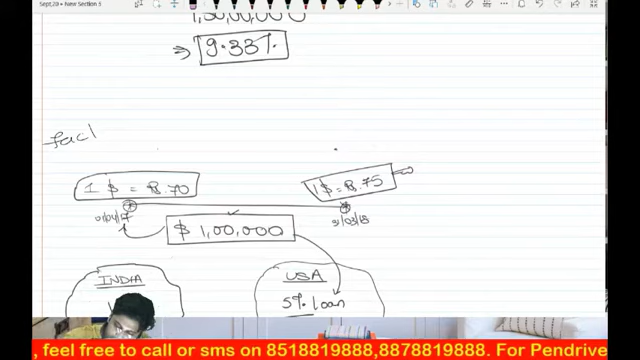 Sept,20 » New Section 3
1,50,00,000
⇒ 9.33%
fact
1 $ = ₹.70
1 $ = ₹.75
01/04/17
31/03/18
$ 1,00,000
INDIA
USA
5% loan
, feel free to call or sms on 8518819888,8878819888. For Pendrive